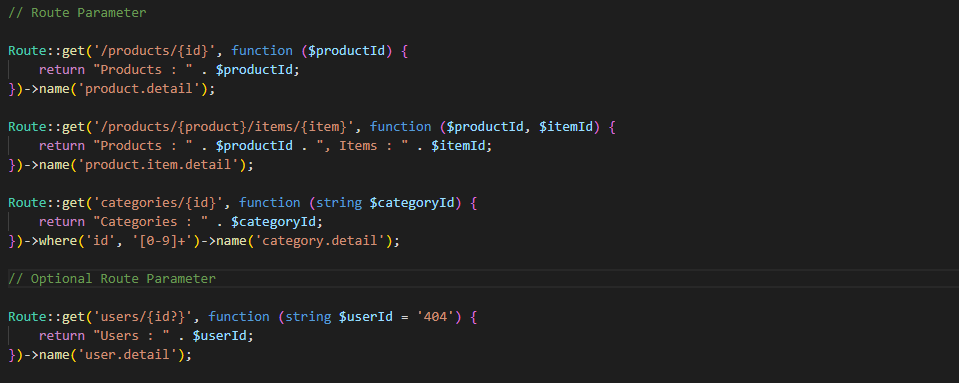 // Route Parameter
Route::get('/products/{id}', function ($productId) {
return "Products : " . $productId;
})->name('product.detail');
Route::get('/products/{product}/items/{item}', function ($productId, $itemId) {
return "Products : " . $productId . ", Items : " . $itemId;
})->name('product.item.detail');
Route::get('categories/{id}', function (string $categoryId) {
return "Categories : " . $categoryId;
})->where('id', '[0-9]+')->name('category.detail');
// Optional Route Parameter
Route::get('users/{id?}', function (string $userId = '404') {
return "Users : " . $userId;
})->name('user.detail');